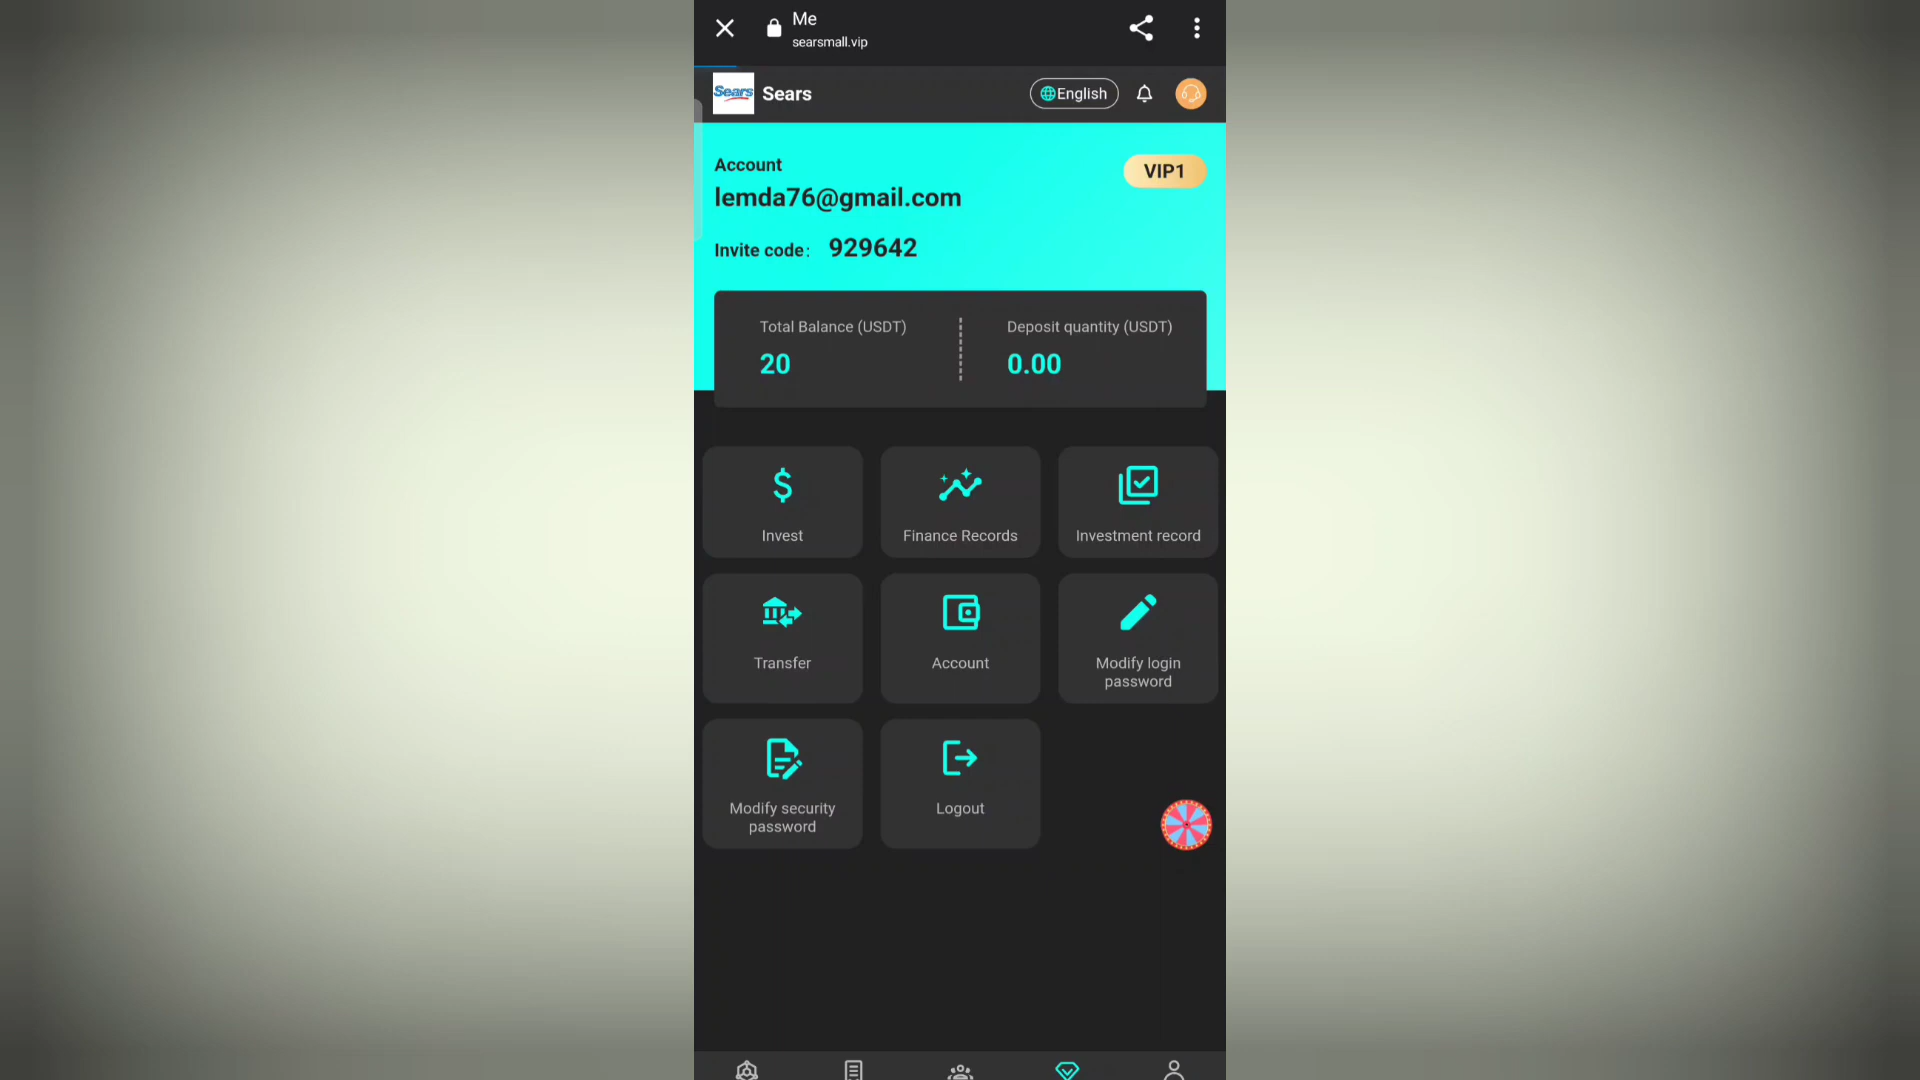 Me
searsmall.vip
Sears
Sears
English
Account
VIP1
lemda76@gmail.com
Invite code: 929642
Total Balance (USDT)
Deposit quantity (USDT)
20
0.00
Invest
Finance Records
Investment record
Transfer
Account
Modify login
password
Modify security
password
Logout